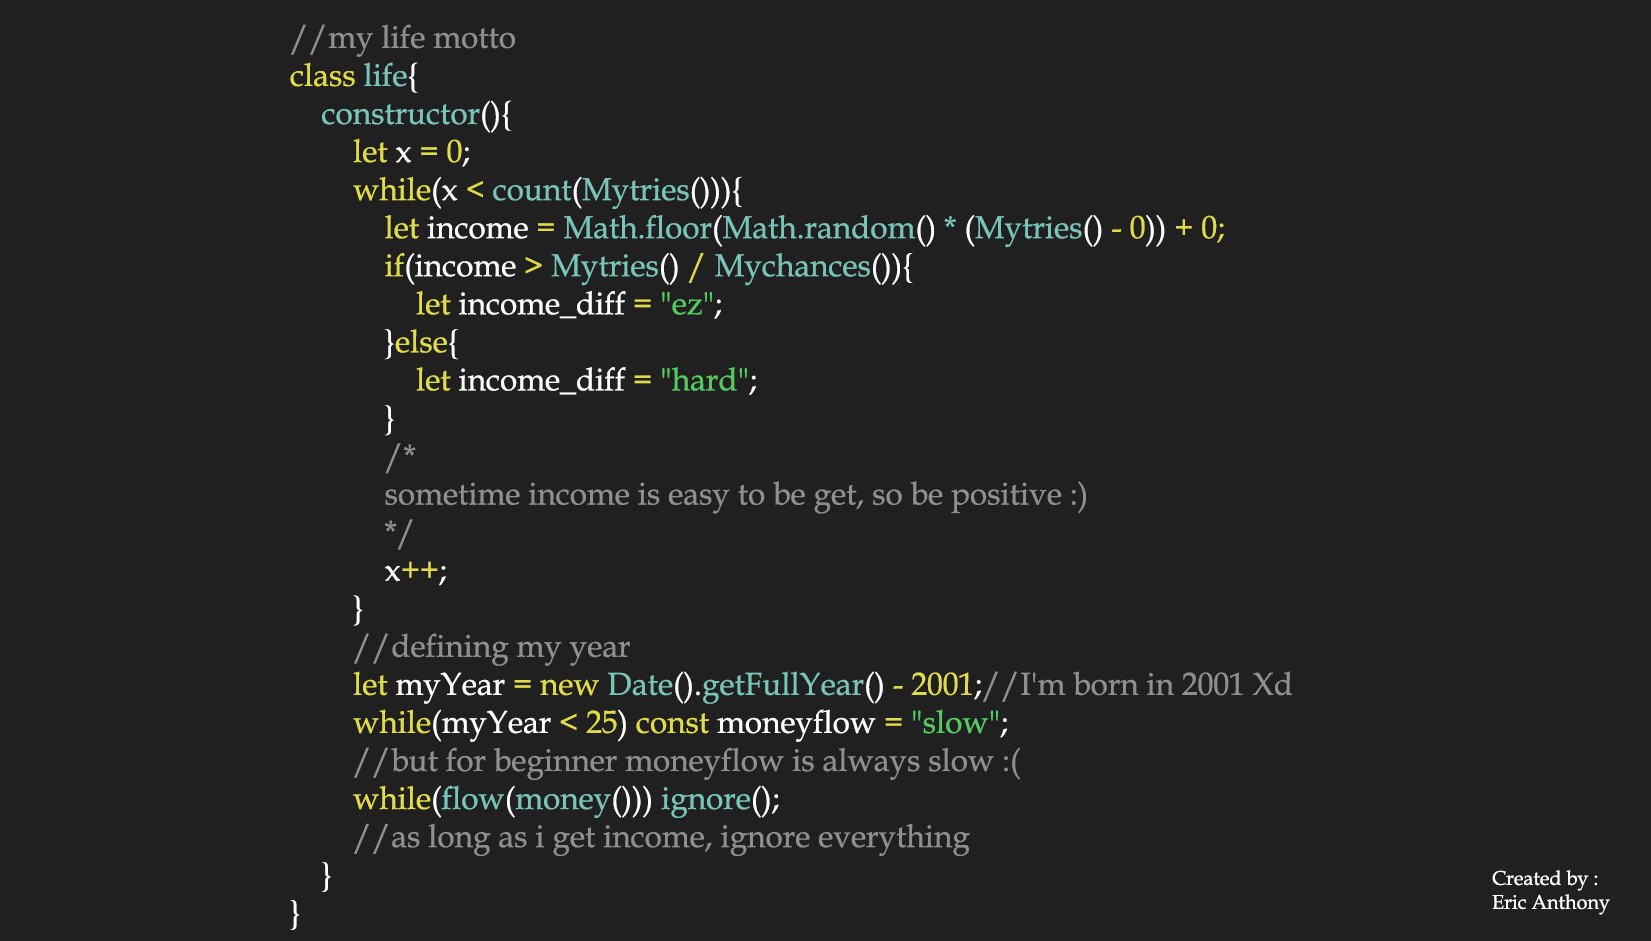 //my life motto
class life{
constructor(){
let x = 0;
while(x < count(Mytries())){
let income = Math.floor(Math.random() * (Mytries() - 0)) + 0;
if(income > Mytries() / Mychances()){
let income_diff = "ez";
}else{
let income_diff = "hard";
}
/*
sometime income is easy to be get, so be positive :)
*/
x++;
}
//defining my year
let myYear = new Date().getFullYear() - 2001;//I'm born in 2001 Xd
while(myYear < 25) const moneyflow = "slow";
//but for beginner moneyflow is always slow :(
while(flow(money())) ignore();
//as long as i get income, ignore everything
}
}
Created by :
Eric Anthony